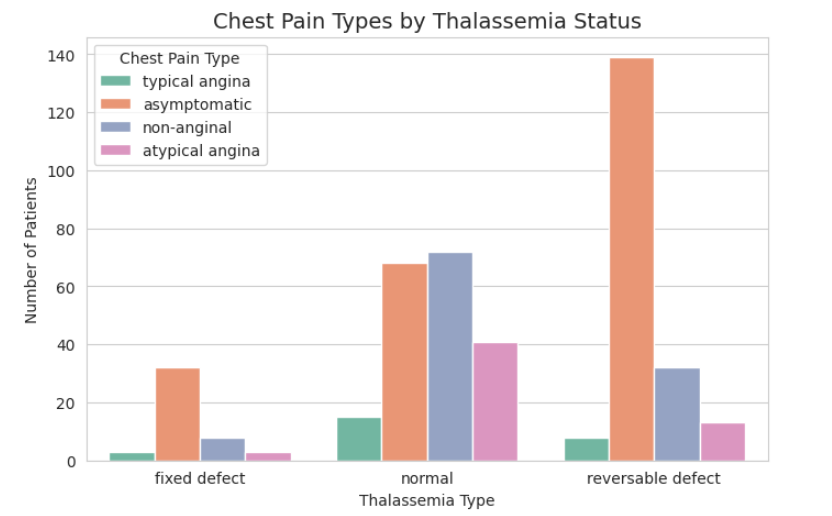 Chest Pain Types by Thalassemia Status
Chest Pain Type
typical angina
asymptomatic
non-anginal
atypical angina
140
120
100
80
60
40
20
0
Number of Patients
fixed defect
normal
reversable defect
Thalassemia Type